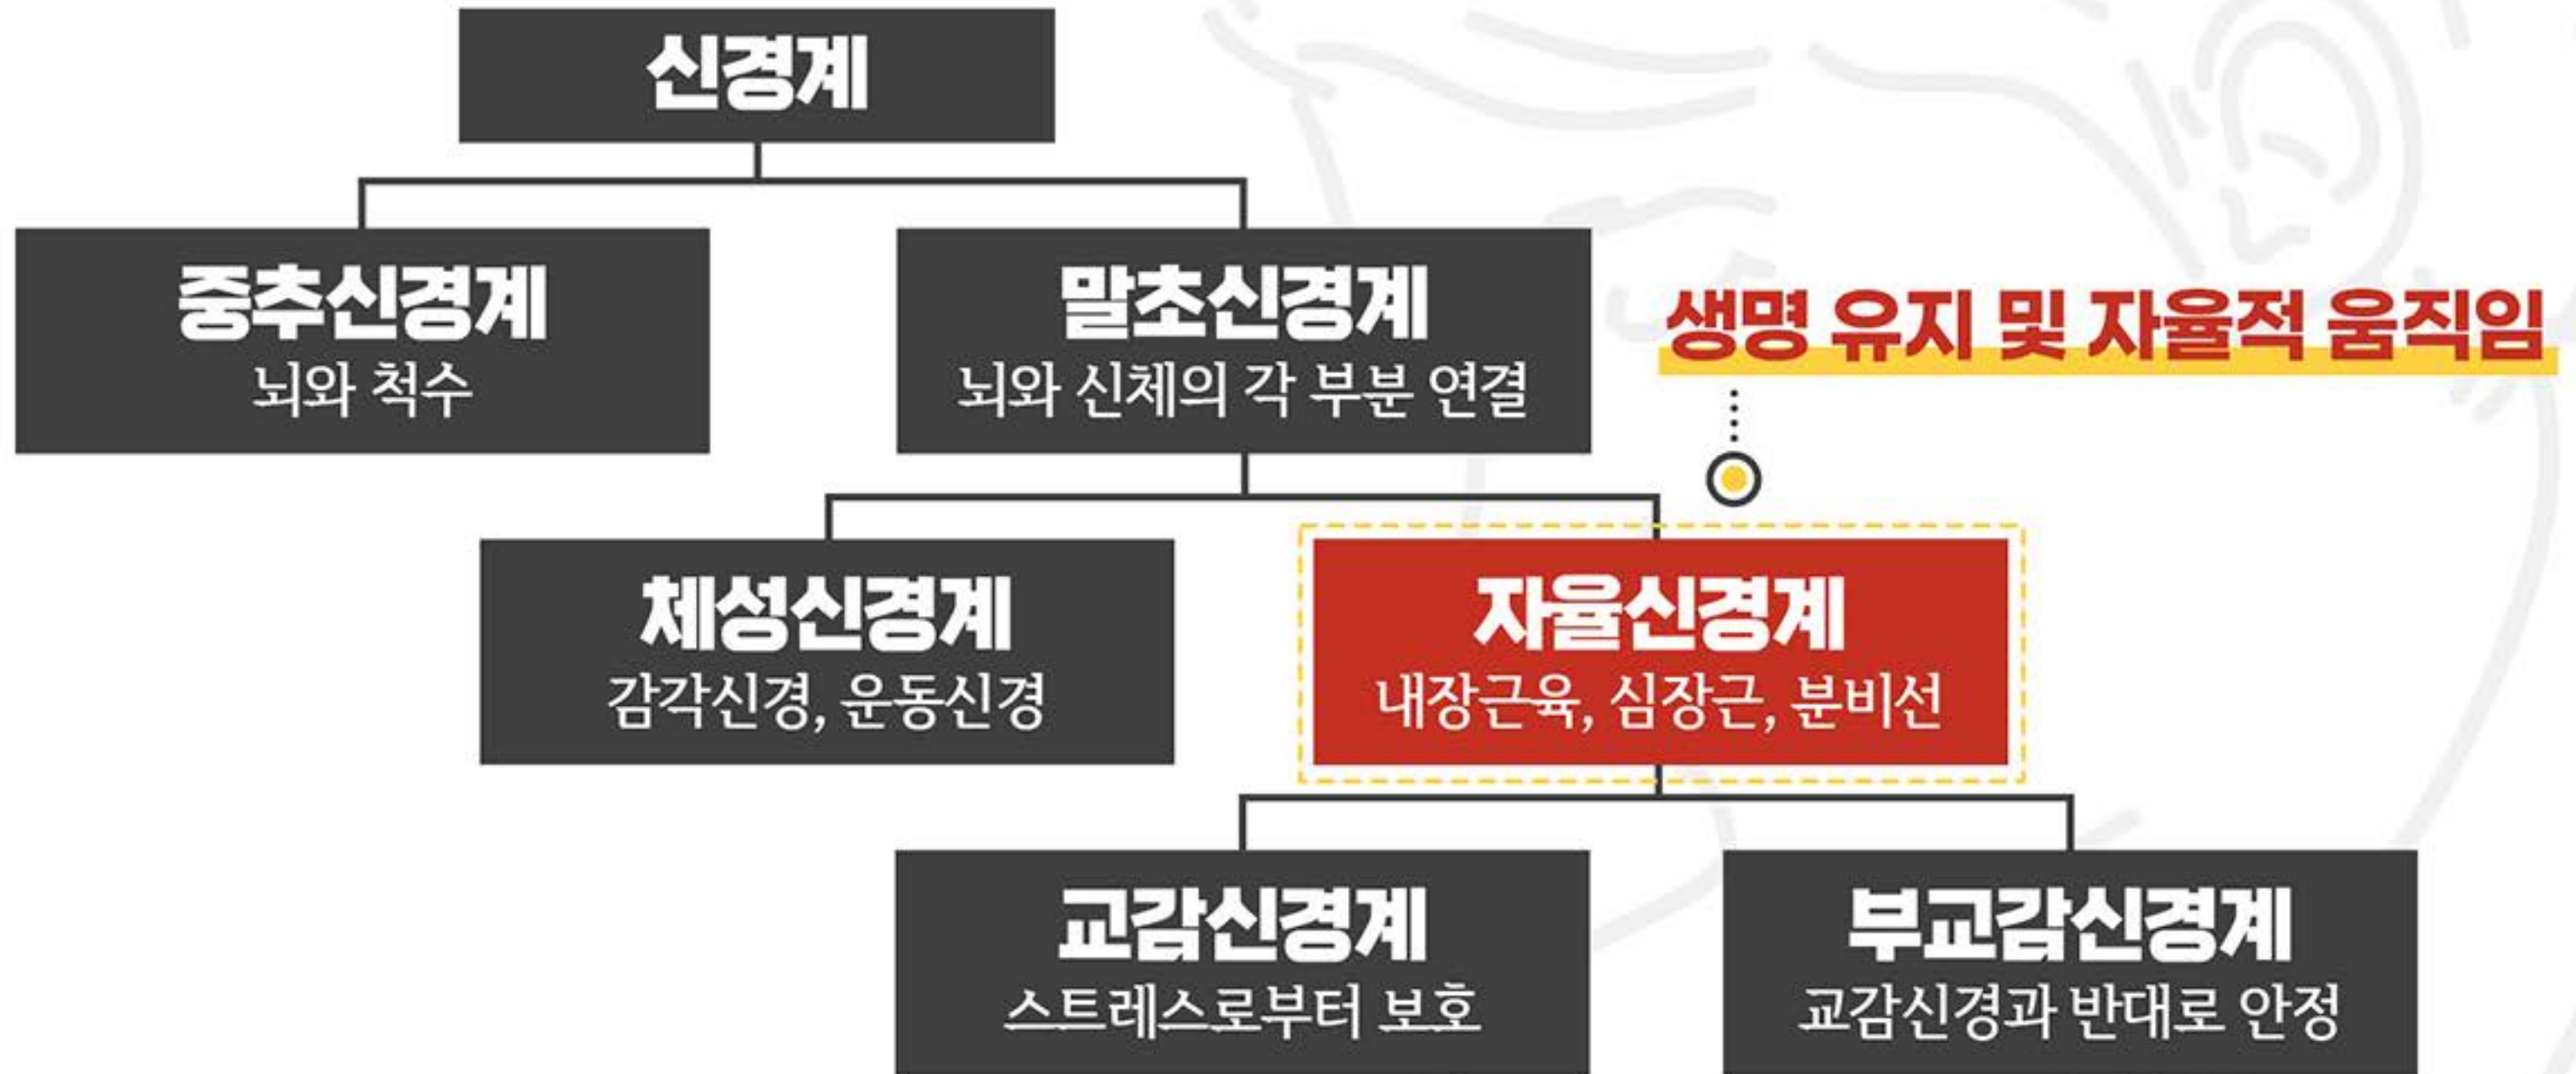 신경계
중추신경계
뇌와 척수
말초신경계
뇌와 신체의 각 부분 연결
생명 유지 및 자율적 움직임
체성신경계
감각신경, 운동신경
자율신경계
내장근육, 심장근, 분비선
교감신경계
스트레스로부터 보호
부교감신경계
교감신경과 반대로 안정